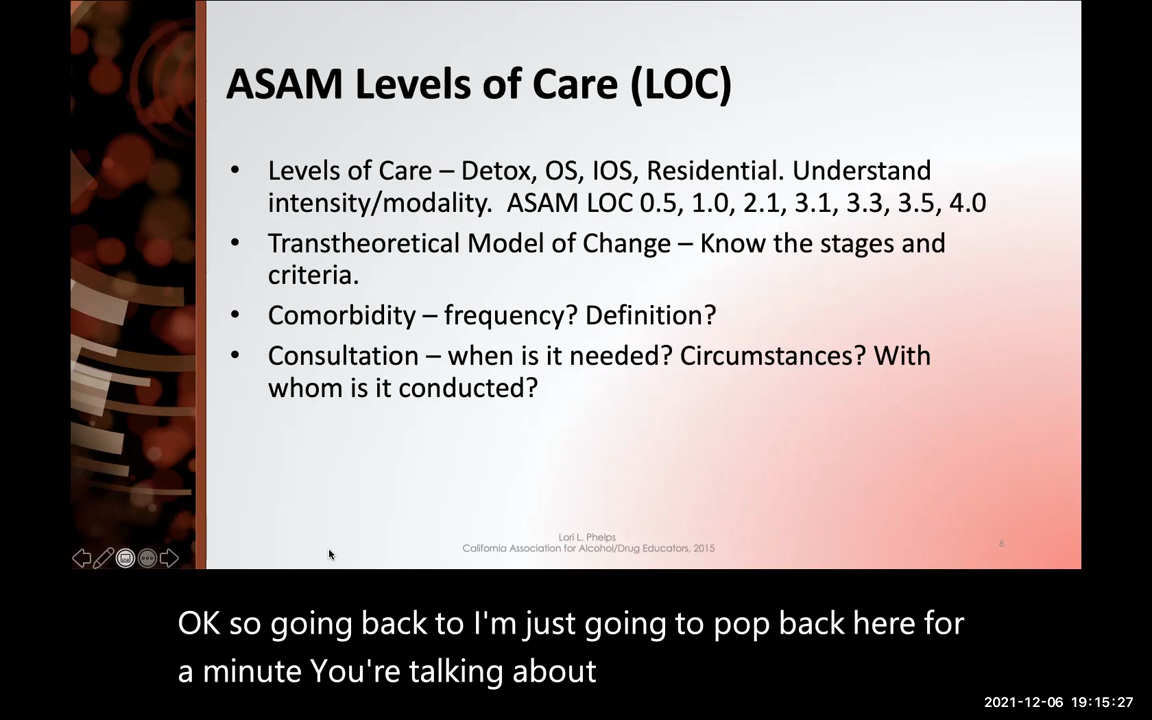 ASAM Levels of Care (LOC)
• Levels of Care – Detox, OS, IOS, Residential. Understand
intensity/modality.  ASAM LOC 0.5, 1.0, 2.1, 3.1, 3.3, 3.5, 4.0
• Transtheoretical Model of Change – Know the stages and
criteria.
• Comorbidity – frequency? Definition?
• Consultation – when is it needed? Circumstances? With
whom is it conducted?
Lori L. Phelps
California Association for Alcohol/Drug Educators, 2015
6
OK so going back to I'm just going to pop back here for
a minute You're talking about
2021-12-06 19:15:27